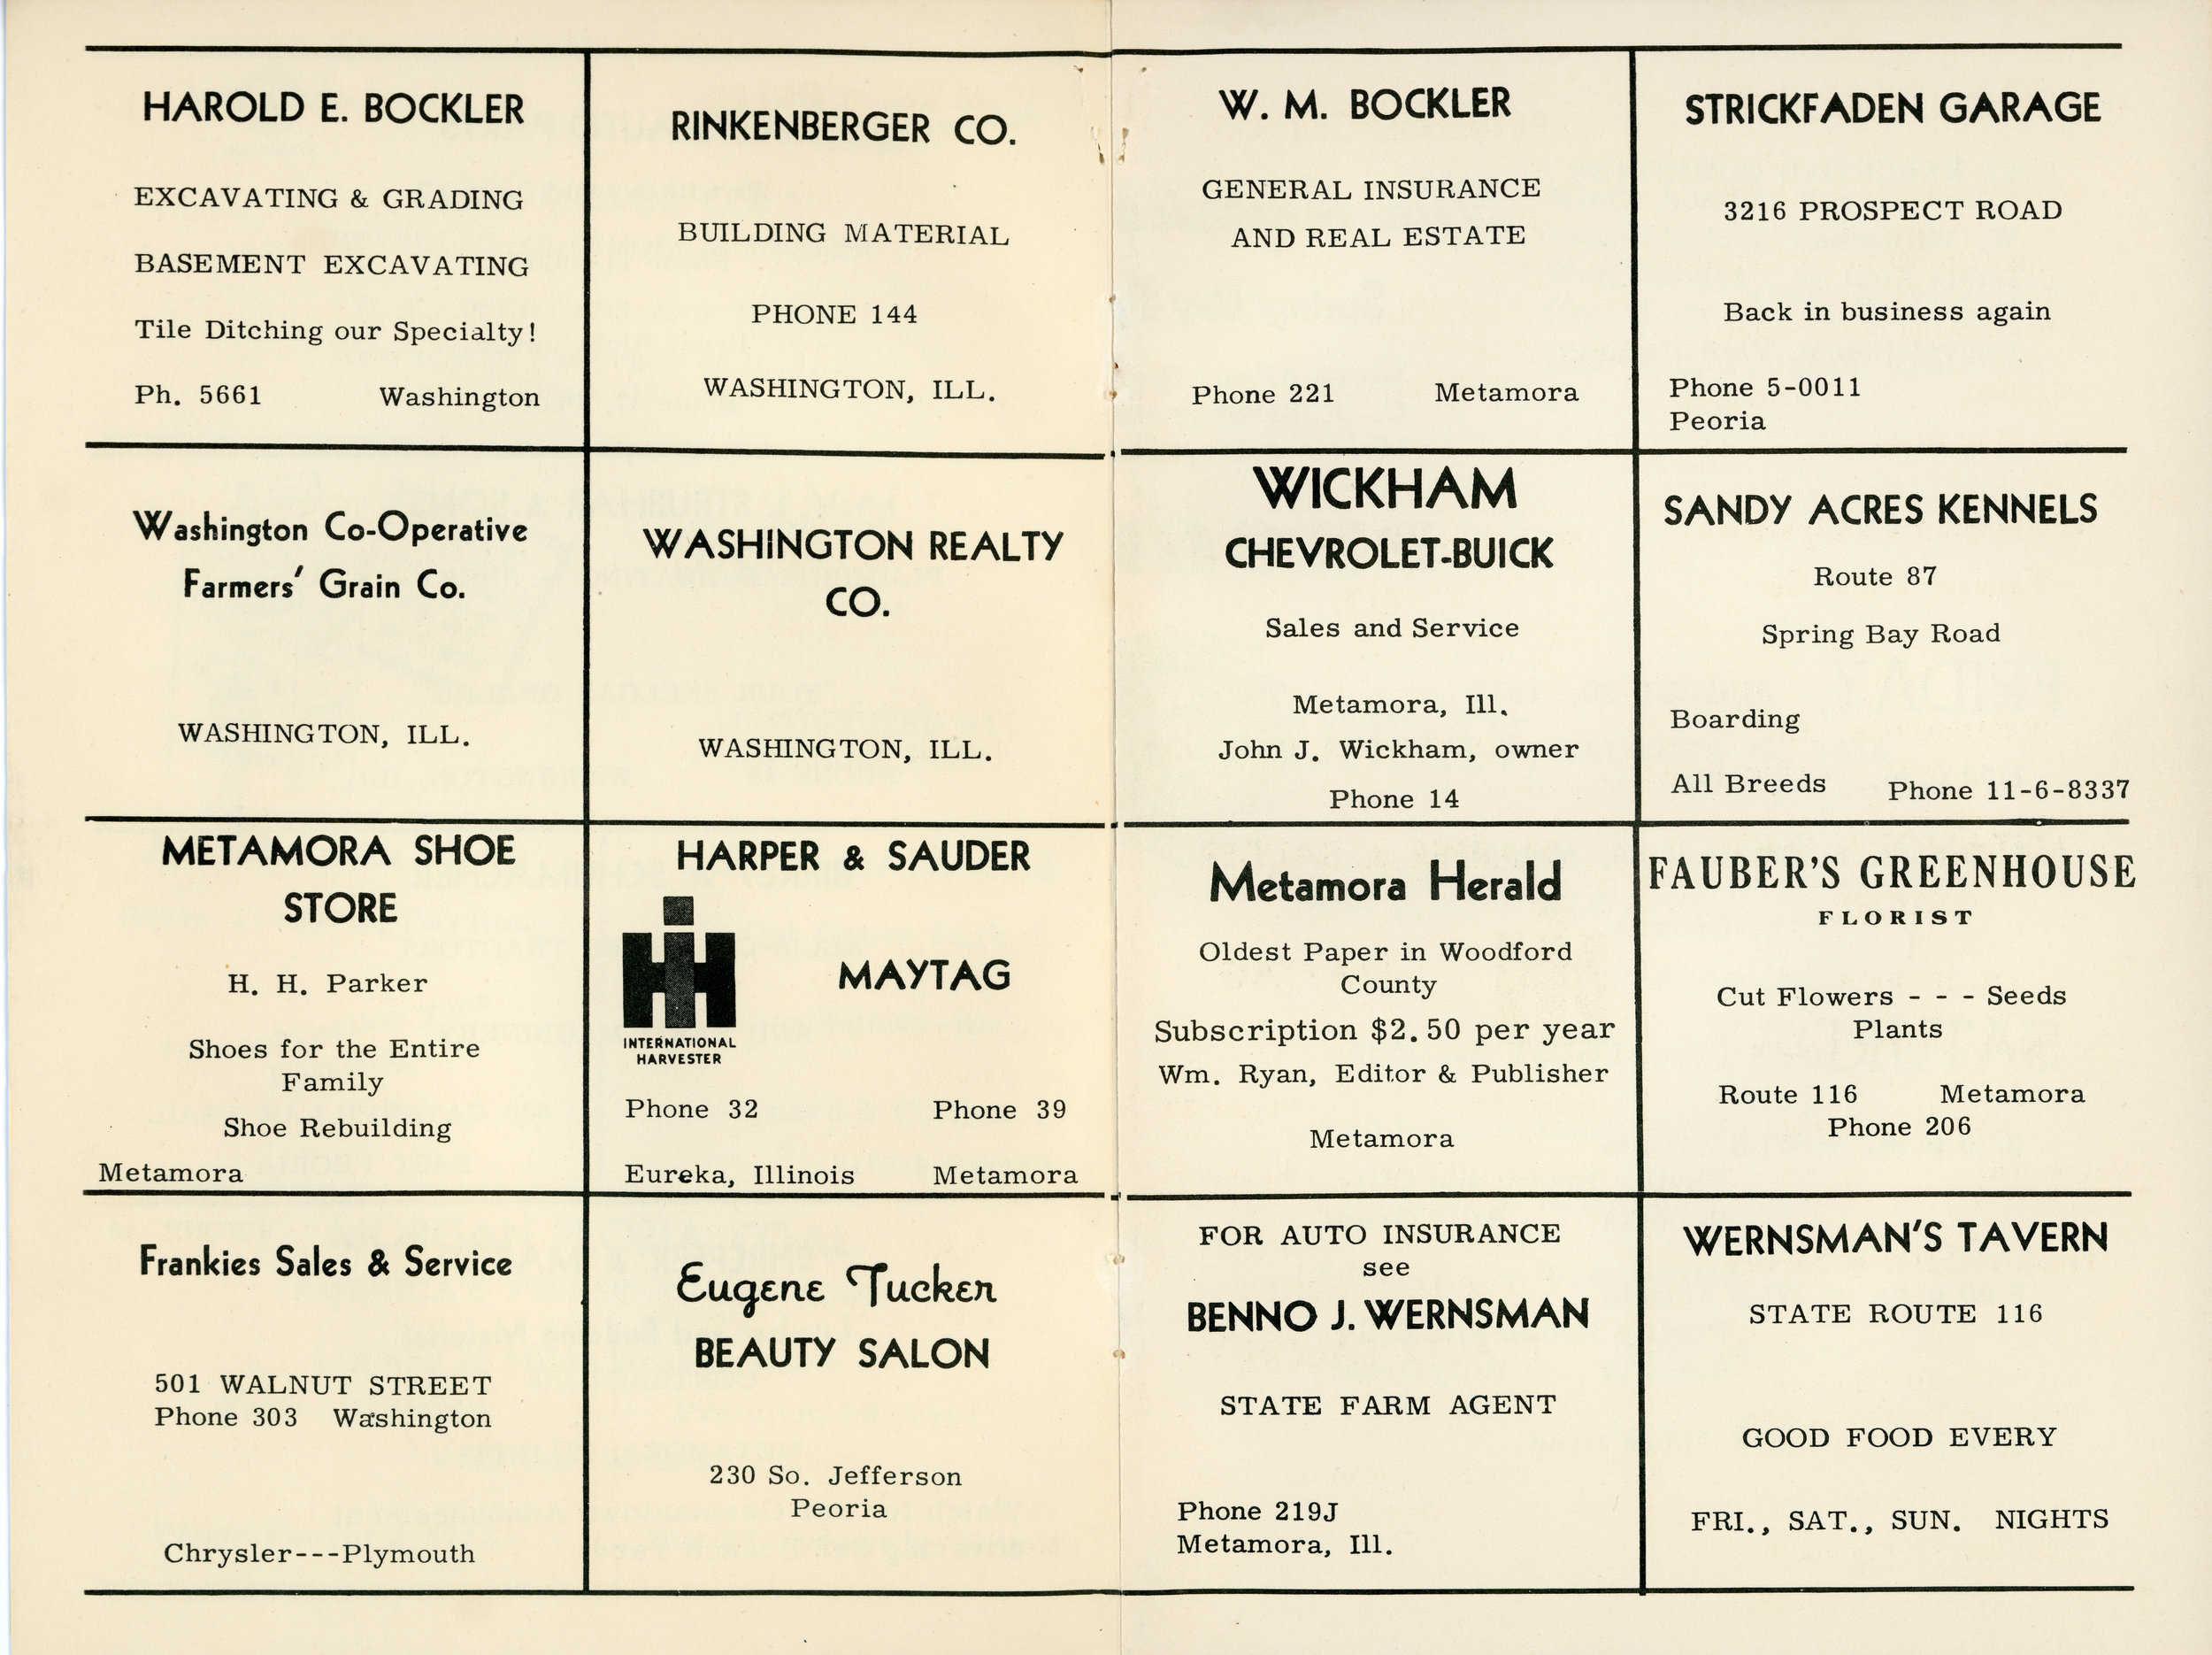 HAROLD E. BOCKLER
EXCAVATING & GRADING
BASEMENT EXCAVATING
Tile Ditching our Specialty!
Ph. 5661 Washington
RINKENBERGER CO.
BUILDING MATERIAL
PHONE 144
WASHINGTON, ILL.
W. M. BOCKLER
GENERAL INSURANCE
AND REAL ESTATE
Phone 221 Metamora
STRICKFADEN GARAGE
3216 PROSPECT ROAD
Back in business again
Phone 5-0011
Peoria
Washington Co-Operative
Farmers' Grain Co.
WASHINGTON, ILL.
WASHINGTON REALTY
CO.
WASHINGTON, ILL.
WICKHAM
CHEVROLET-BUICK
Sales and Service
Metamora, Ill.
John J. Wickham, owner
Phone 14
SANDY ACRES KENNELS
Route 87
Spring Bay Road
Boarding
All Breeds Phone 11-6-8337
METAMORA SHOE
STORE
H. H. Parker
Shoes for the Entire
Family
Shoe Rebuilding
Metamora
HARPER & SAUDER
MAYTAG
INTERNATIONAL
HARVESTER
Phone 32 Phone 39
Eureka, Illinois Metamora
Metamora Herald
Oldest Paper in Woodford
County
Subscription $2.50 per year
Wm. Ryan, Editor & Publisher
Metamora
FAUBER'S GREENHOUSE
FLORIST
Cut Flowers - - - Seeds
Plants
Route 116 Metamora
Phone 206
Frankies Sales & Service
501 WALNUT STREET
Phone 303 Washington
Chrysler---Plymouth
Eugene Tucker
BEAUTY SALON
230 So. Jefferson
Peoria
FOR AUTO INSURANCE
see
BENNO J. WERNSMAN
STATE FARM AGENT
Phone 219J
Metamora, Ill.
WERNSMAN'S TAVERN
STATE ROUTE 116
GOOD FOOD EVERY
FRI., SAT., SUN. NIGHTS